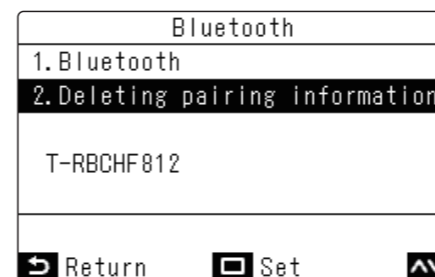 Bluetooth
1.Bluetooth
2.Deleting pairing information
T-RBCHF812
Return Set